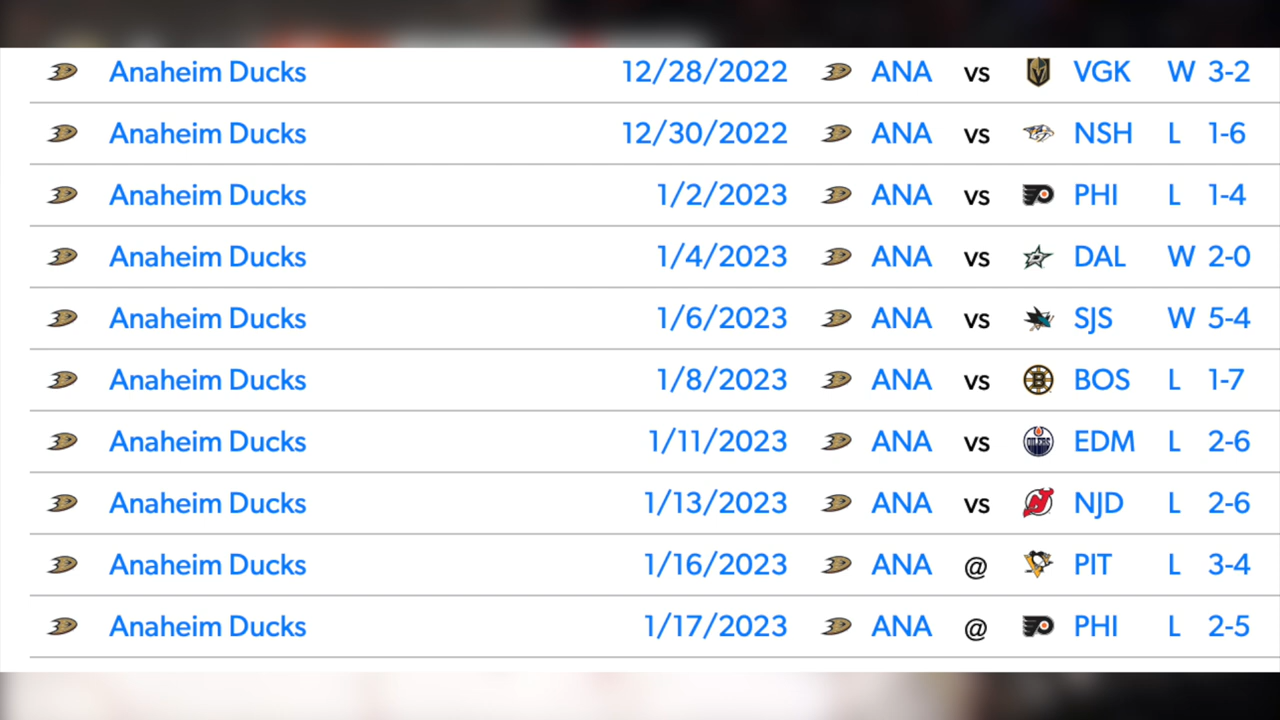 Anaheim Ducks 12/28/2022 ANA vs VGK W 3-2
Anaheim Ducks 12/30/2022 ANA vs NSH L 1-6
Anaheim Ducks 1/2/2023 ANA vs PHI L 1-4
Anaheim Ducks 1/4/2023 ANA vs DAL W 2-0
Anaheim Ducks 1/6/2023 ANA vs SJS W 5-4
Anaheim Ducks 1/8/2023 ANA vs BOS L 1-7
Anaheim Ducks 1/11/2023 ANA vs EDM L 2-6
Anaheim Ducks 1/13/2023 ANA vs NJD L 2-6
Anaheim Ducks 1/16/2023 ANA @ PIT L 3-4
Anaheim Ducks 1/17/2023 ANA @ PHI L 2-5